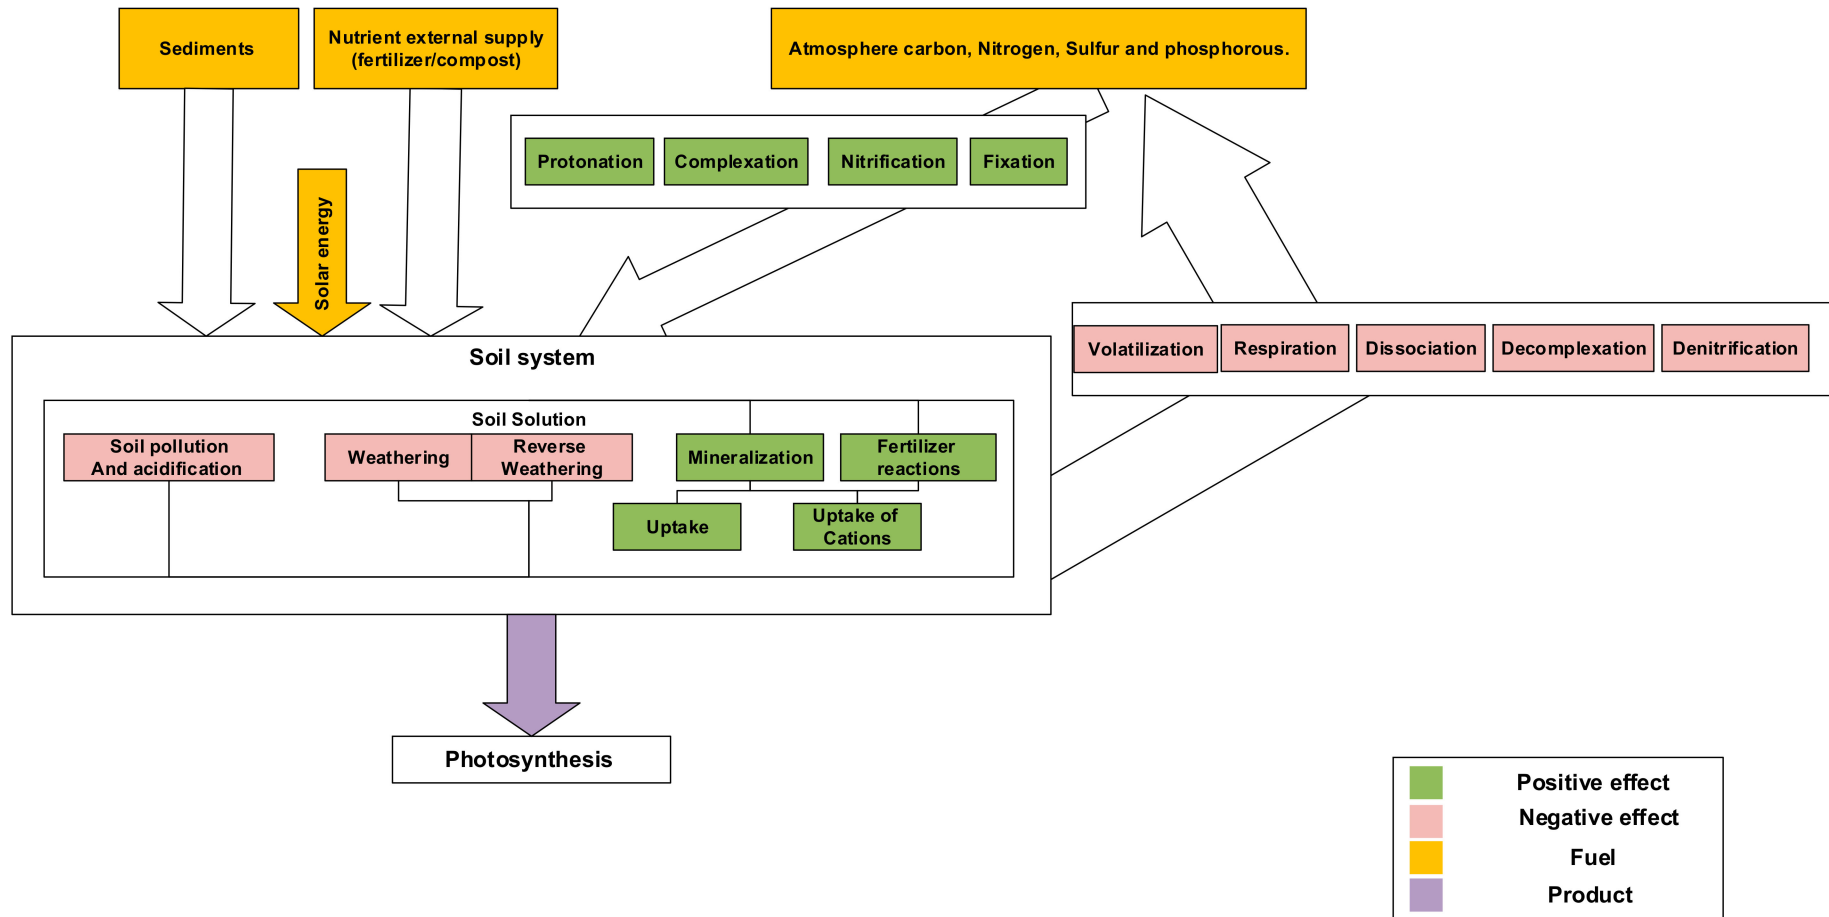 Sediments
Nutrient external supply
(fertilizer/compost)
Atmosphere carbon, Nitrogen, Sulfur and phosphorous.
Protonation
Complexation
Nitrification
Fixation
Solar energy
Volatilization
Respiration
Dissociation
Decomplexation
Denitrification
Soil system
Soil Solution
Soil pollution
And acidification
Weathering
Reverse
Weathering
Mineralization
Fertilizer
reactions
Uptake
Uptake of
Cations
Photosynthesis
Positive effect
Negative effect
Fuel
Product